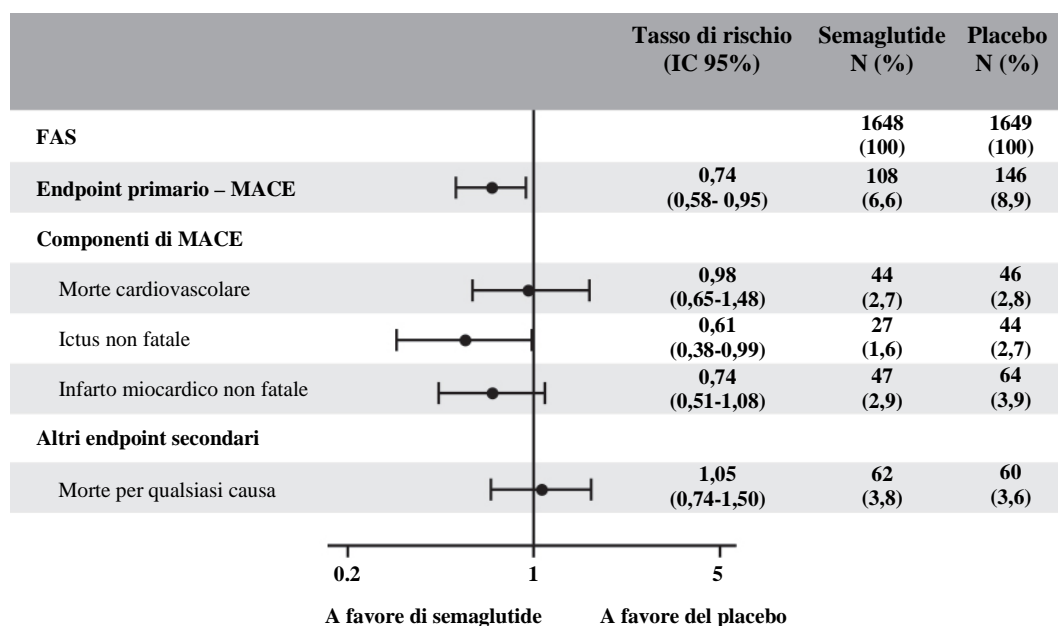 Tasso di rischio Semaglutide Placebo
(IC 95%) N (%) N (%)
FAS 1648 1649
(100) (100)
Endpoint primario – MACE 0,74 108 146
(0,58- 0,95) (6,6) (8,9)
Componenti di MACE
Morte cardiovascolare 0,98 44 46
(0,65-1,48) (2,7) (2,8)
Ictus non fatale 0,61 27 44
(0,38-0,99) (1,6) (2,7)
Infarto miocardico non fatale 0,74 47 64
(0,51-1,08) (2,9) (3,9)
Altri endpoint secondari
Morte per qualsiasi causa 1,05 62 60
(0,74-1,50) (3,8) (3,6)
0.2 1 5
A favore di semaglutide A favore del placebo